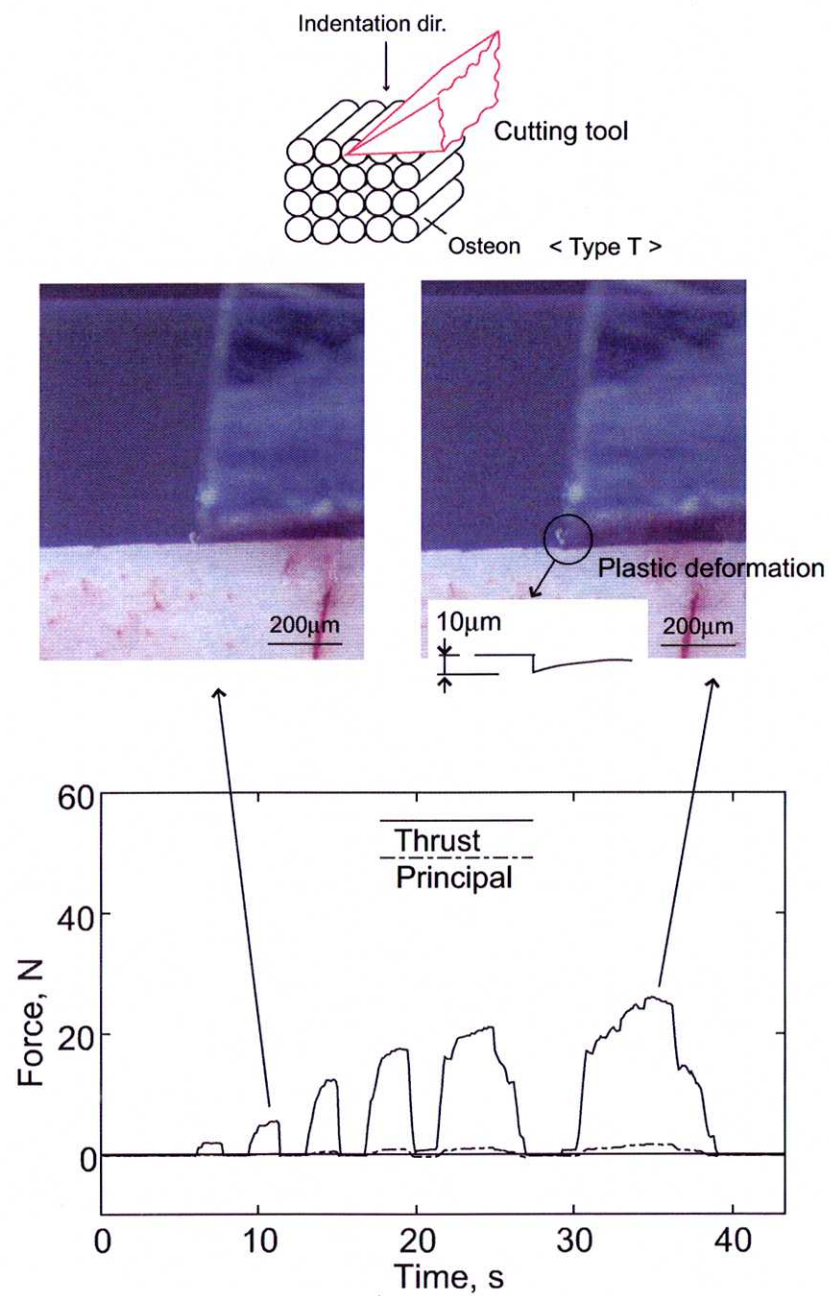 Indentation dir.
Cutting tool
Osteon < Type T >
Plastic deformation
200μm
10μm
200μm
60
40
20
0
Force, N
Thrust
Principal
0 10 20 30 40
Time, s